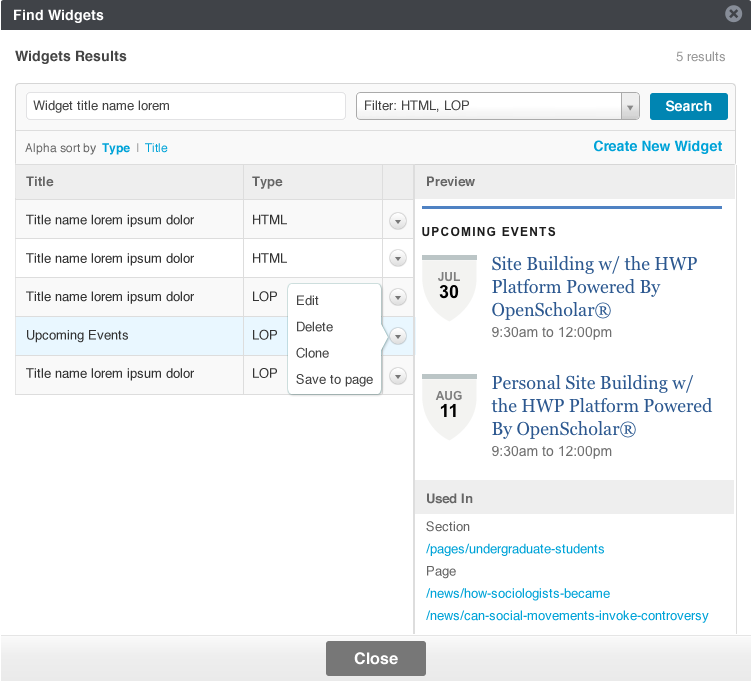 Find Widgets
Widgets Results
5 results
Widget title name lorem
Filter: HTML, LOP
Search
Alpha sort by Type | Title
Create New Widget
Title
Type
Title name lorem ipsum dolor
HTML
Title name lorem ipsum dolor
HTML
Title name lorem ipsum dolor
LOP
Upcoming Events
LOP
Title name lorem ipsum dolor
LOP
Edit
Delete
Clone
Save to page
Preview
UPCOMING EVENTS
JUL
30
Site Building w/ the HWP
Platform Powered By
OpenScholar®
9:30am to 12:00pm
AUG
11
Personal Site Building w/
the HWP Platform Powered
By OpenScholar®
9:30am to 12:00pm
Used In
Section
/pages/undergraduate-students
Page
/news/how-sociologists-became
/news/can-social-movements-invoke-controversy
Close